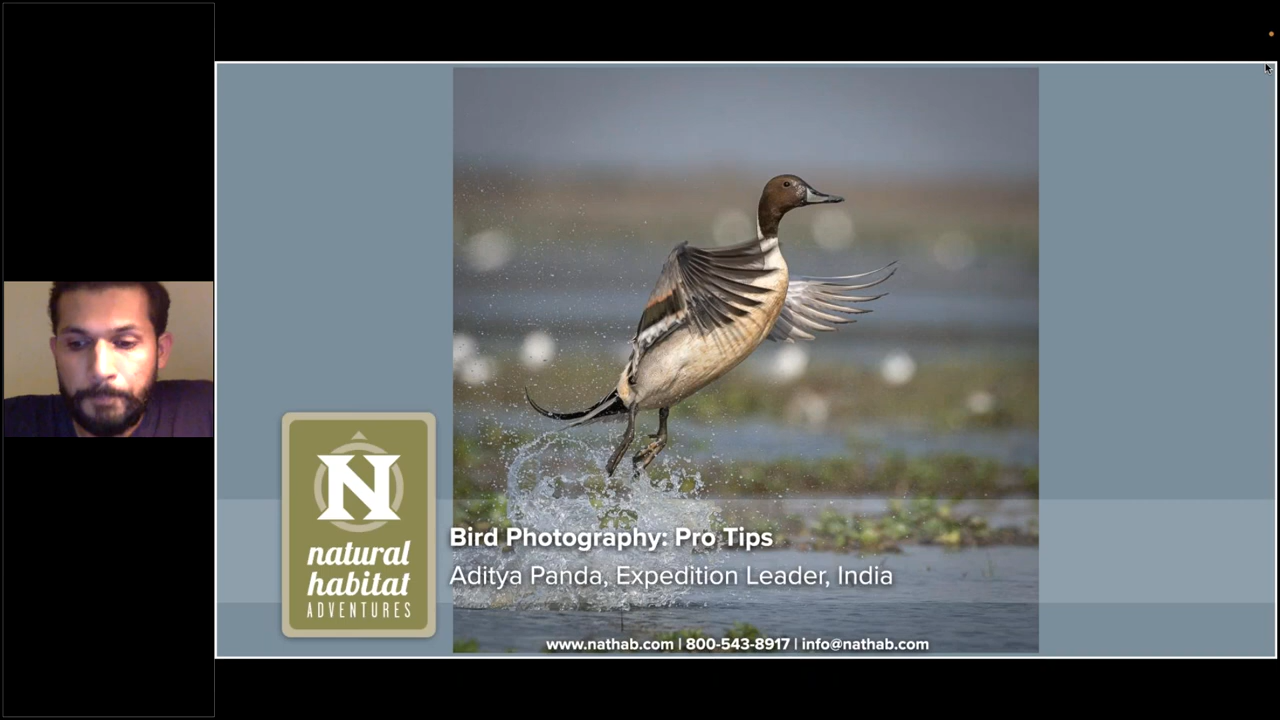 N
natural
habitat
ADVENTURES
Bird Photography: Pro Tips
Aditya Panda, Expedition Leader, India
www.nathab.com | 800-543-8917 | info@nathab.com